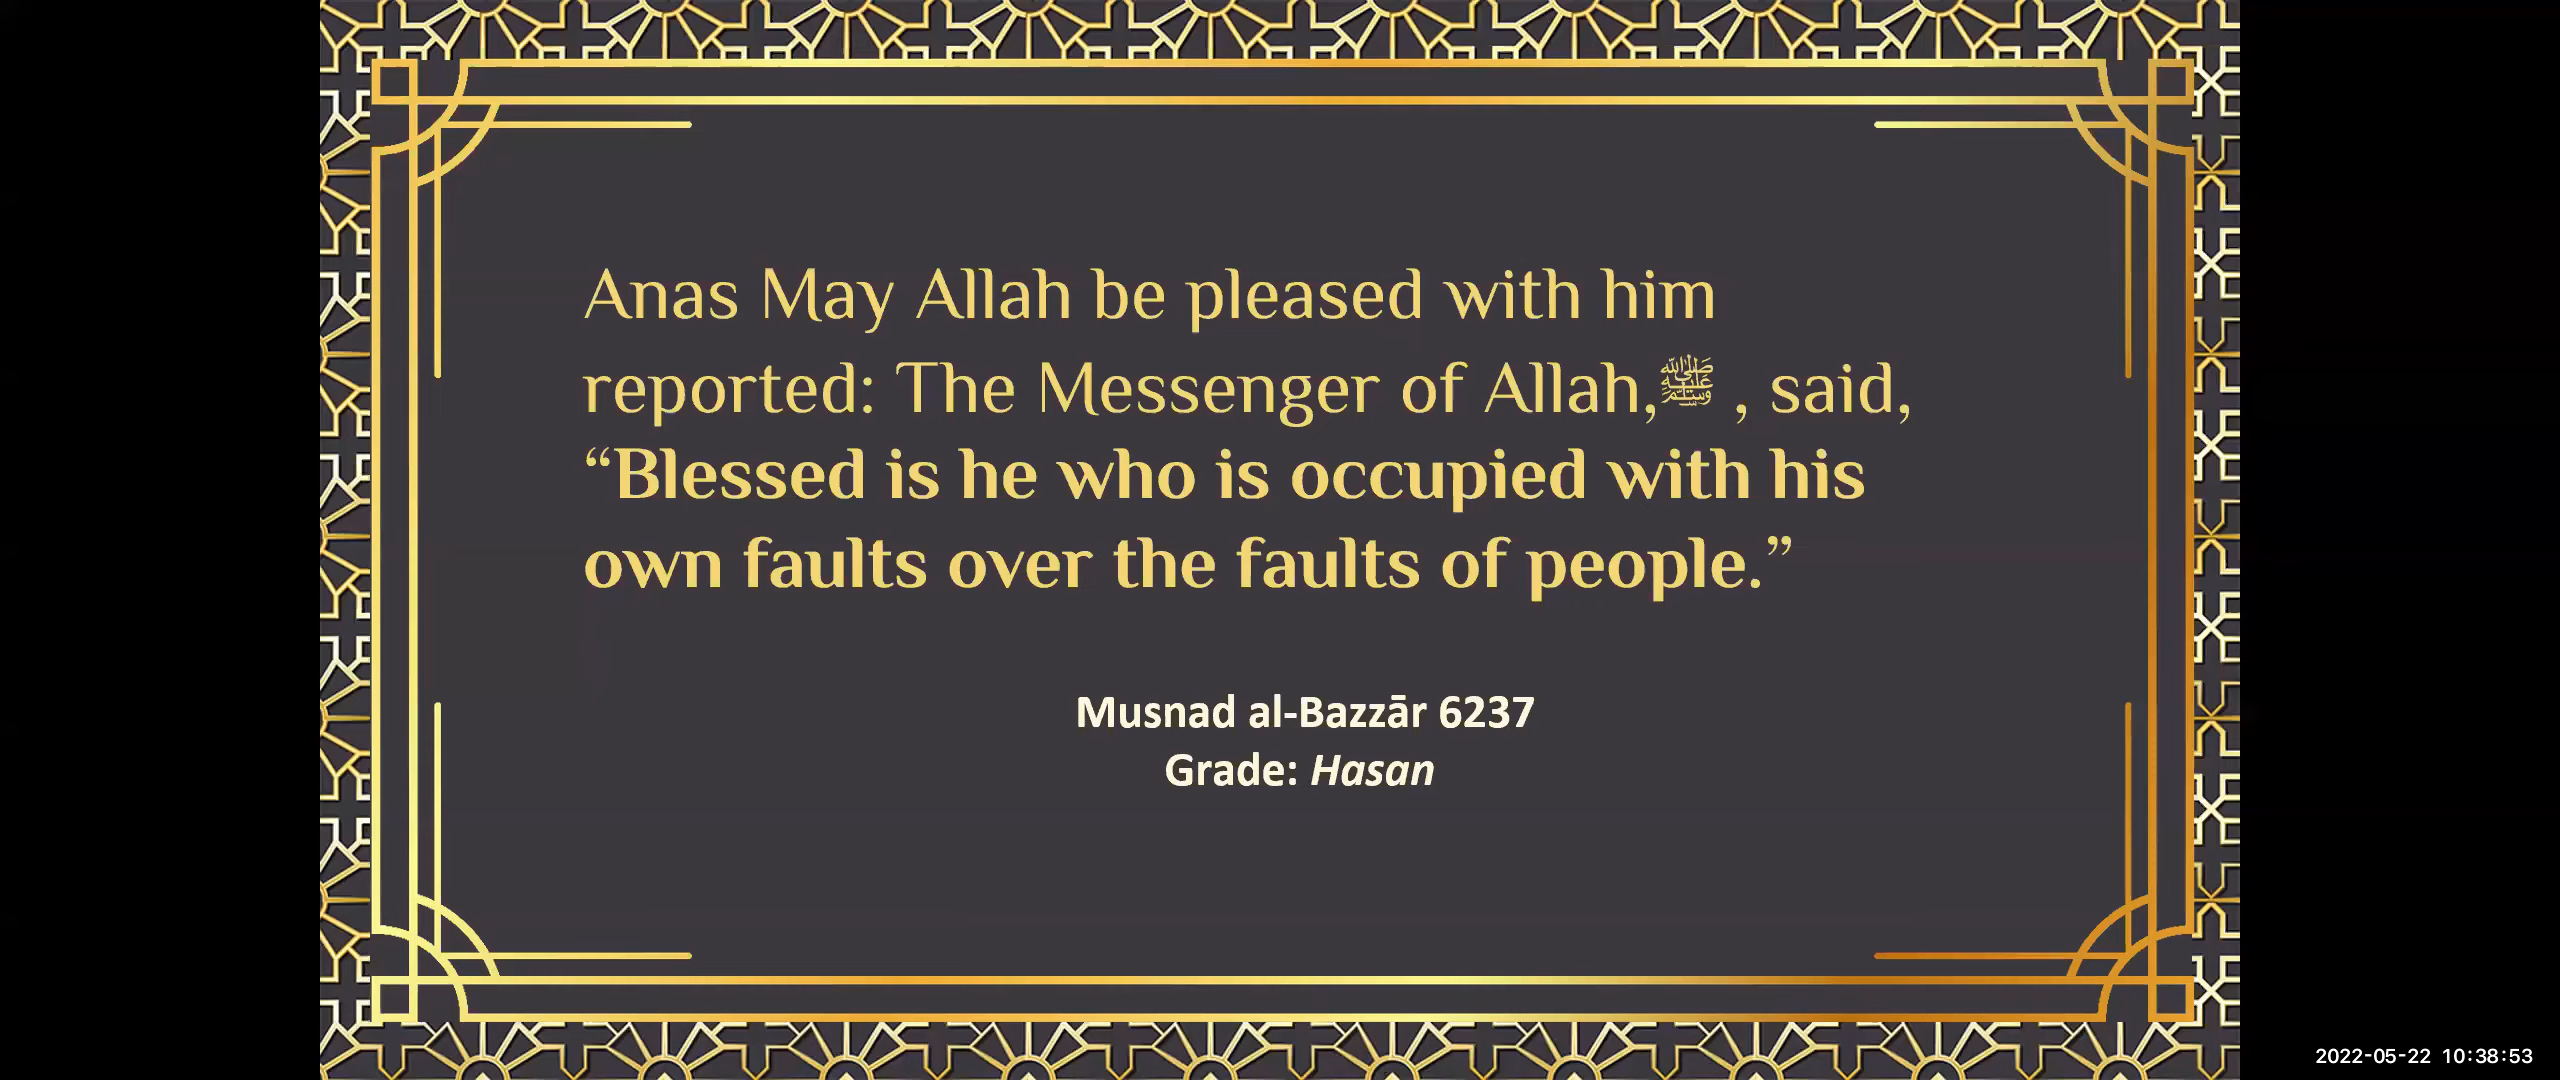 Anas May Allah be pleased with him
reported: The Messenger of Allah,ﷺ , said,
“Blessed is he who is occupied with his
own faults over the faults of people.”
Musnad al-Bazzār 6237
Grade: Hasan
2022-05-22 10:38:53